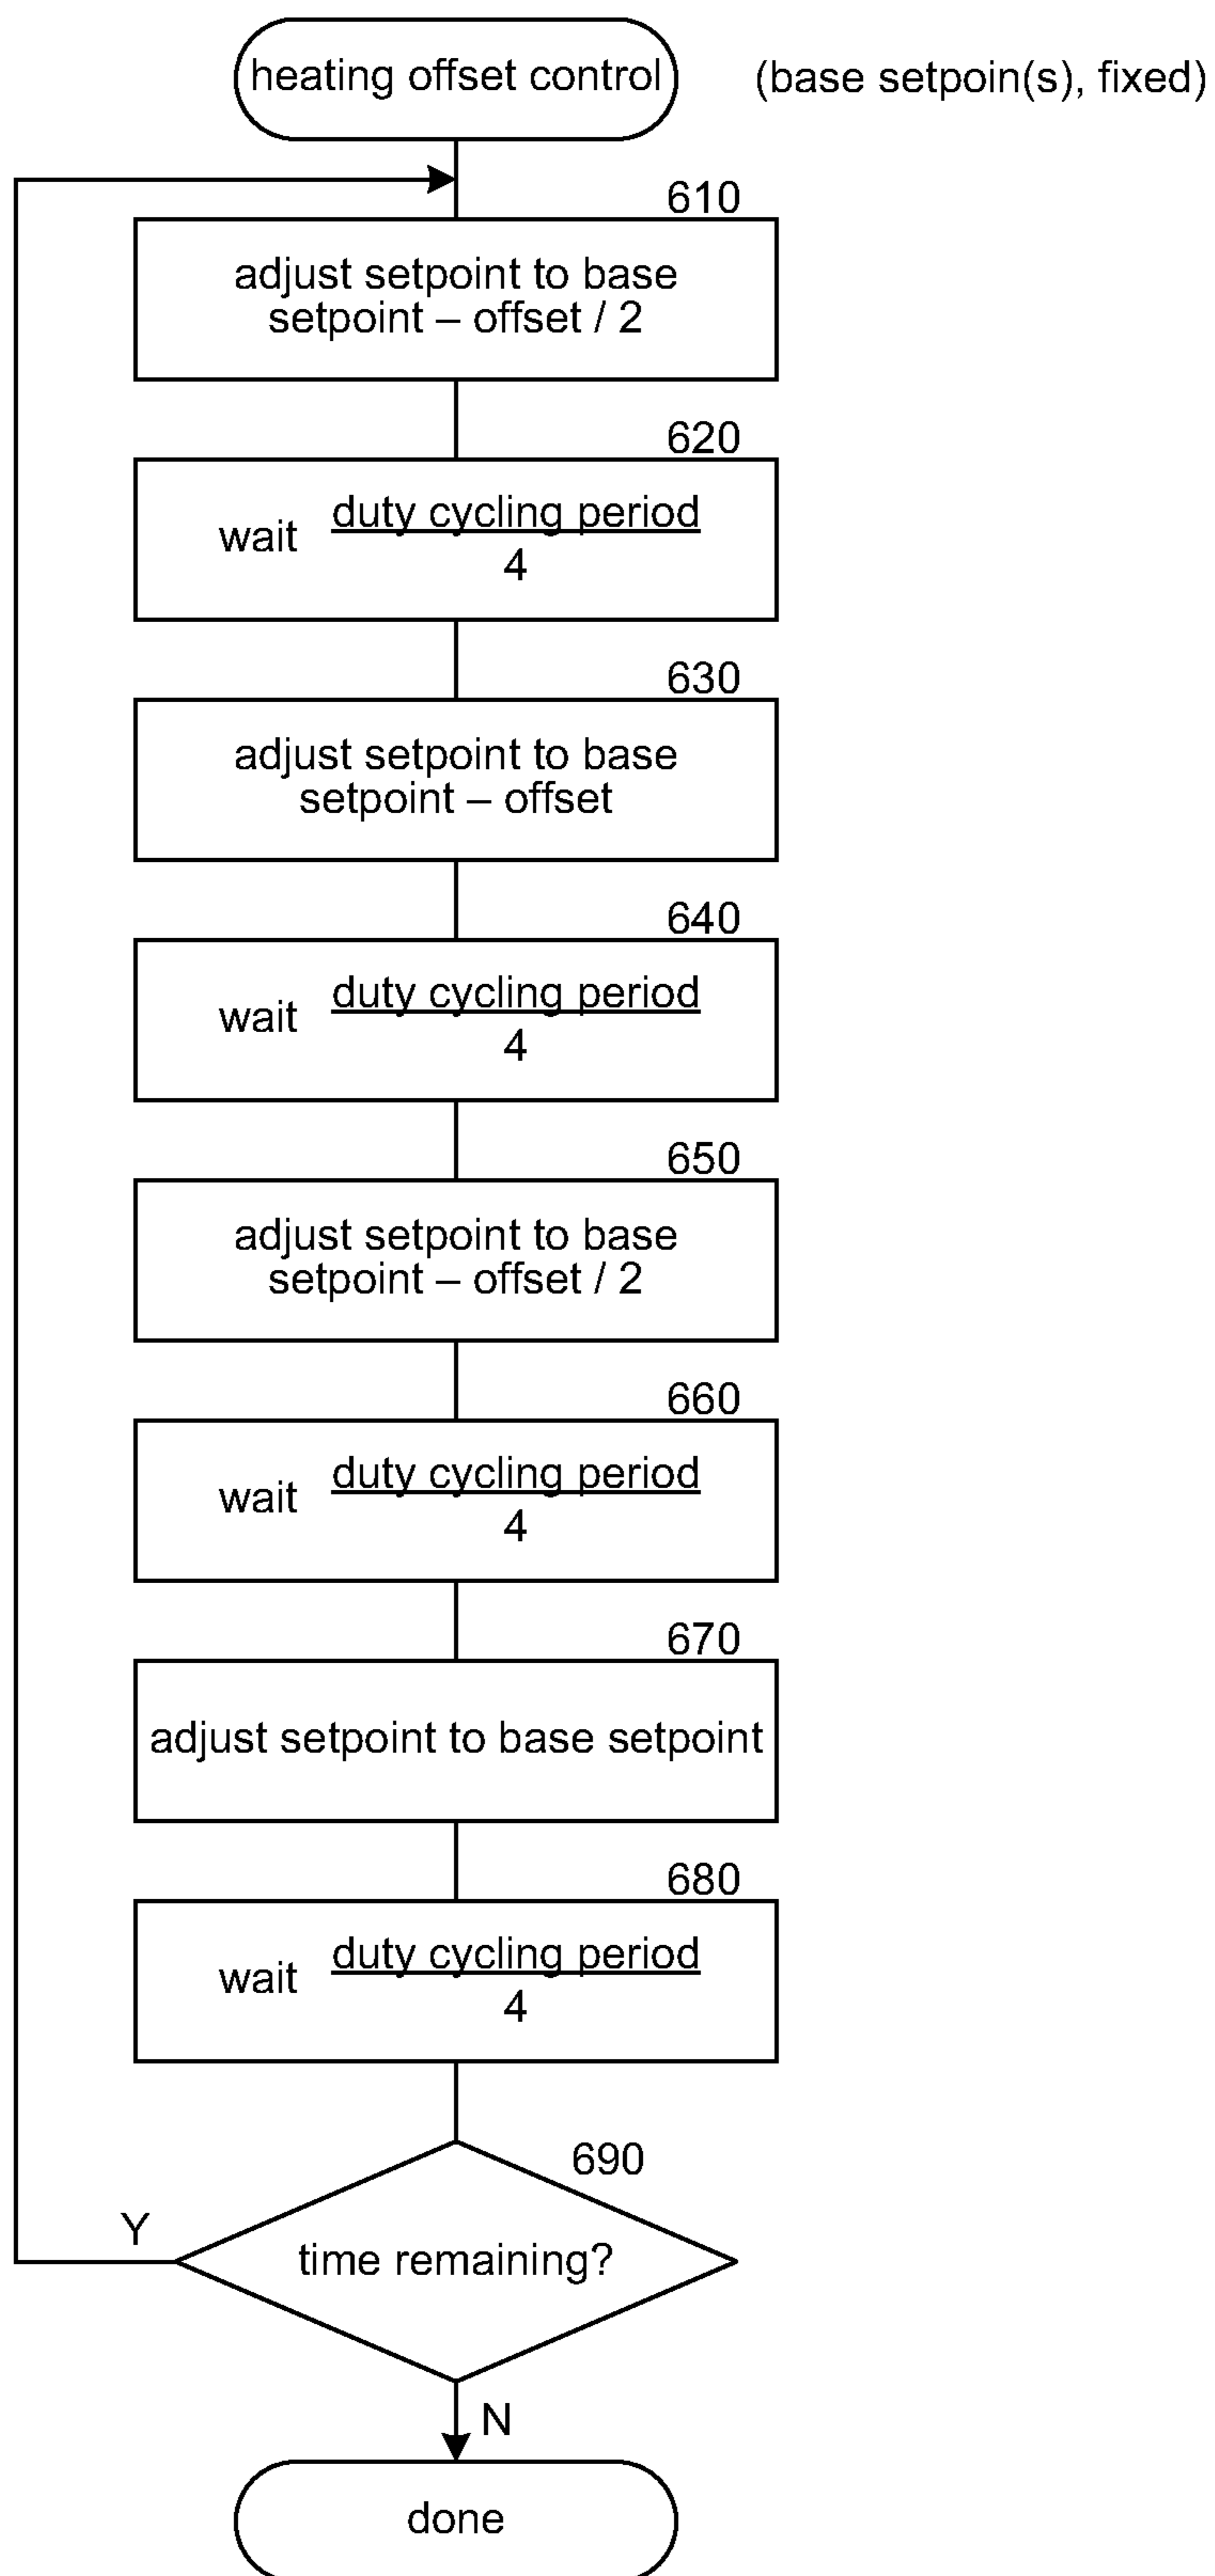 heating offset control
(base setpoin(s), fixed)
610
adjust setpoint to base
setpoint – offset / 2
620
wait duty cycling period
4
630
adjust setpoint to base
setpoint – offset
640
wait duty cycling period
4
650
adjust setpoint to base
setpoint – offset / 2
660
wait duty cycling period
4
670
adjust setpoint to base setpoint
680
wait duty cycling period
4
690
Y
time remaining?
N
done